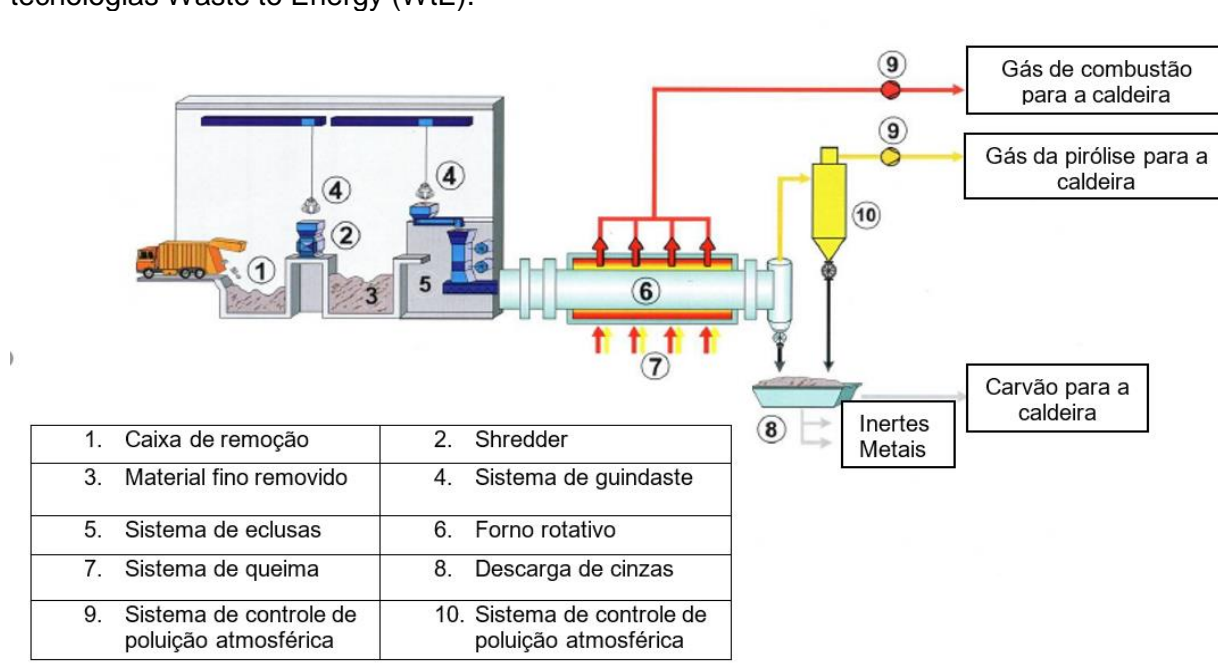 tecnologias Waste to Energy (WtE).
9
Gás de combustão
para a caldeira
9
Gás da pirólise para a
caldeira
4
4
10
2
1
3
5
6
7
Carvão para a
caldeira
8
Inertes
Metais
1. Caixa de remoção
2. Shredder
3. Material fino removido
4. Sistema de guindaste
5. Sistema de eclusas
6. Forno rotativo
7. Sistema de queima
8. Descarga de cinzas
9. Sistema de controle de
poluição atmosférica
10. Sistema de controle de
poluição atmosférica